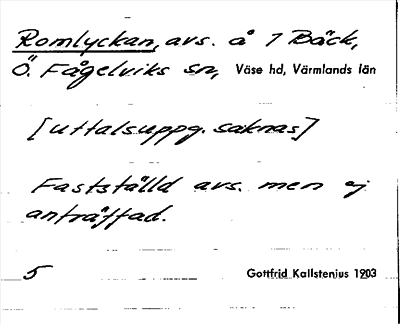 Romlyckan, avs. å 1 Bäck,
Ö. Fågelviks sn, Väse hd, Värmlands län
[uttalsuppg. saknas]
Fastställd avs. men ej
anträffad.
5 Gottfrid Kallstenius 1903